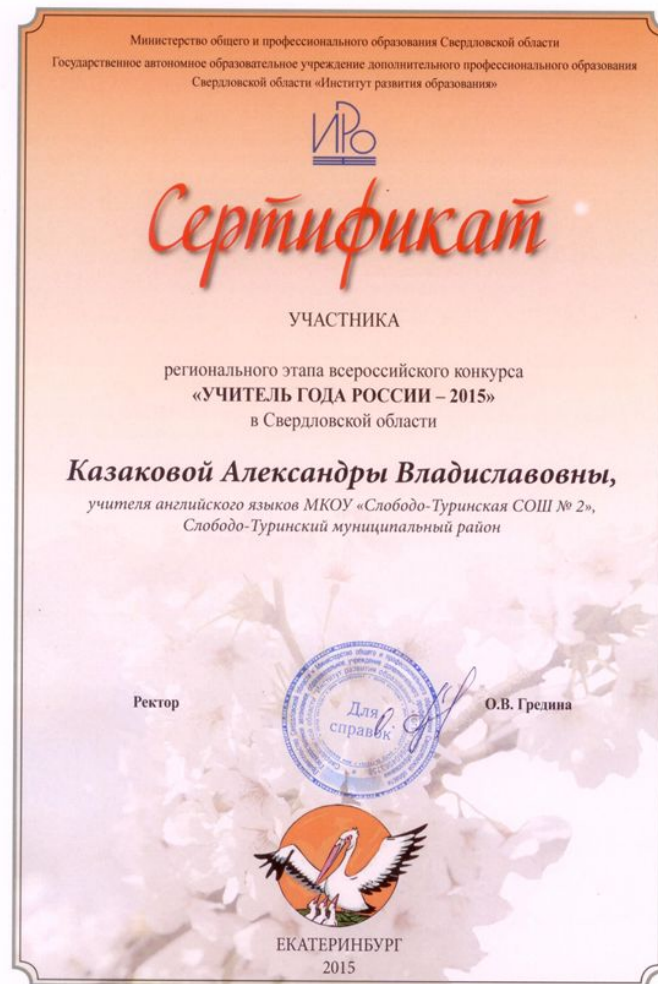 Министерство общего и профессионального образования Свердловской области
Государственное автономное образовательное учреждение дополнительного профессионального образования
Свердловской области «Институт развития образования»
ИРО
Сертификат
УЧАСТНИКА
регионального этапа всероссийского конкурса
«УЧИТЕЛЬ ГОДА РОССИИ – 2015»
в Свердловской области
Казаковой Александры Владиславовны,
учителя английского языков МКОУ «Слободо-Туринская СОШ № 2»,
Слободо-Туринский муниципальный район
Для
справок
Ректор
О.В. Гредина
ЕКАТЕРИНБУРГ
2015